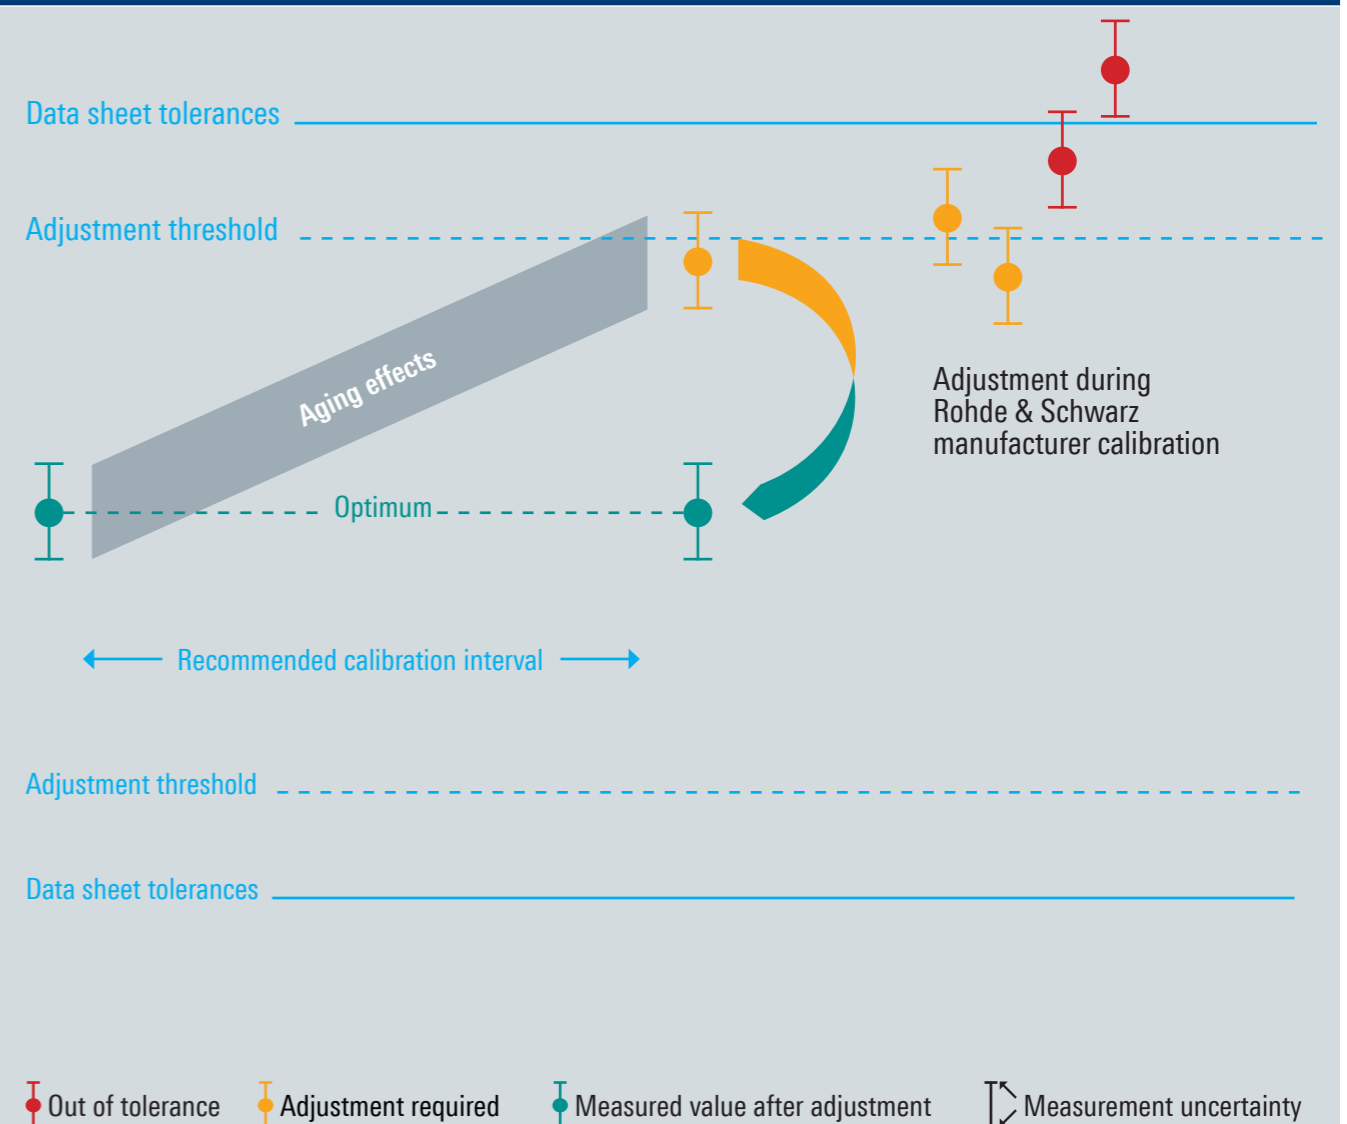 Data sheet tolerances
Adjustment threshold
Aging effects
Adjustment during
Rohde & Schwarz
manufacturer calibration
Optimum
Recommended calibration interval
Adjustment threshold
Data sheet tolerances
Out of tolerance
Adjustment required
Measured value after adjustment
Measurement uncertainty